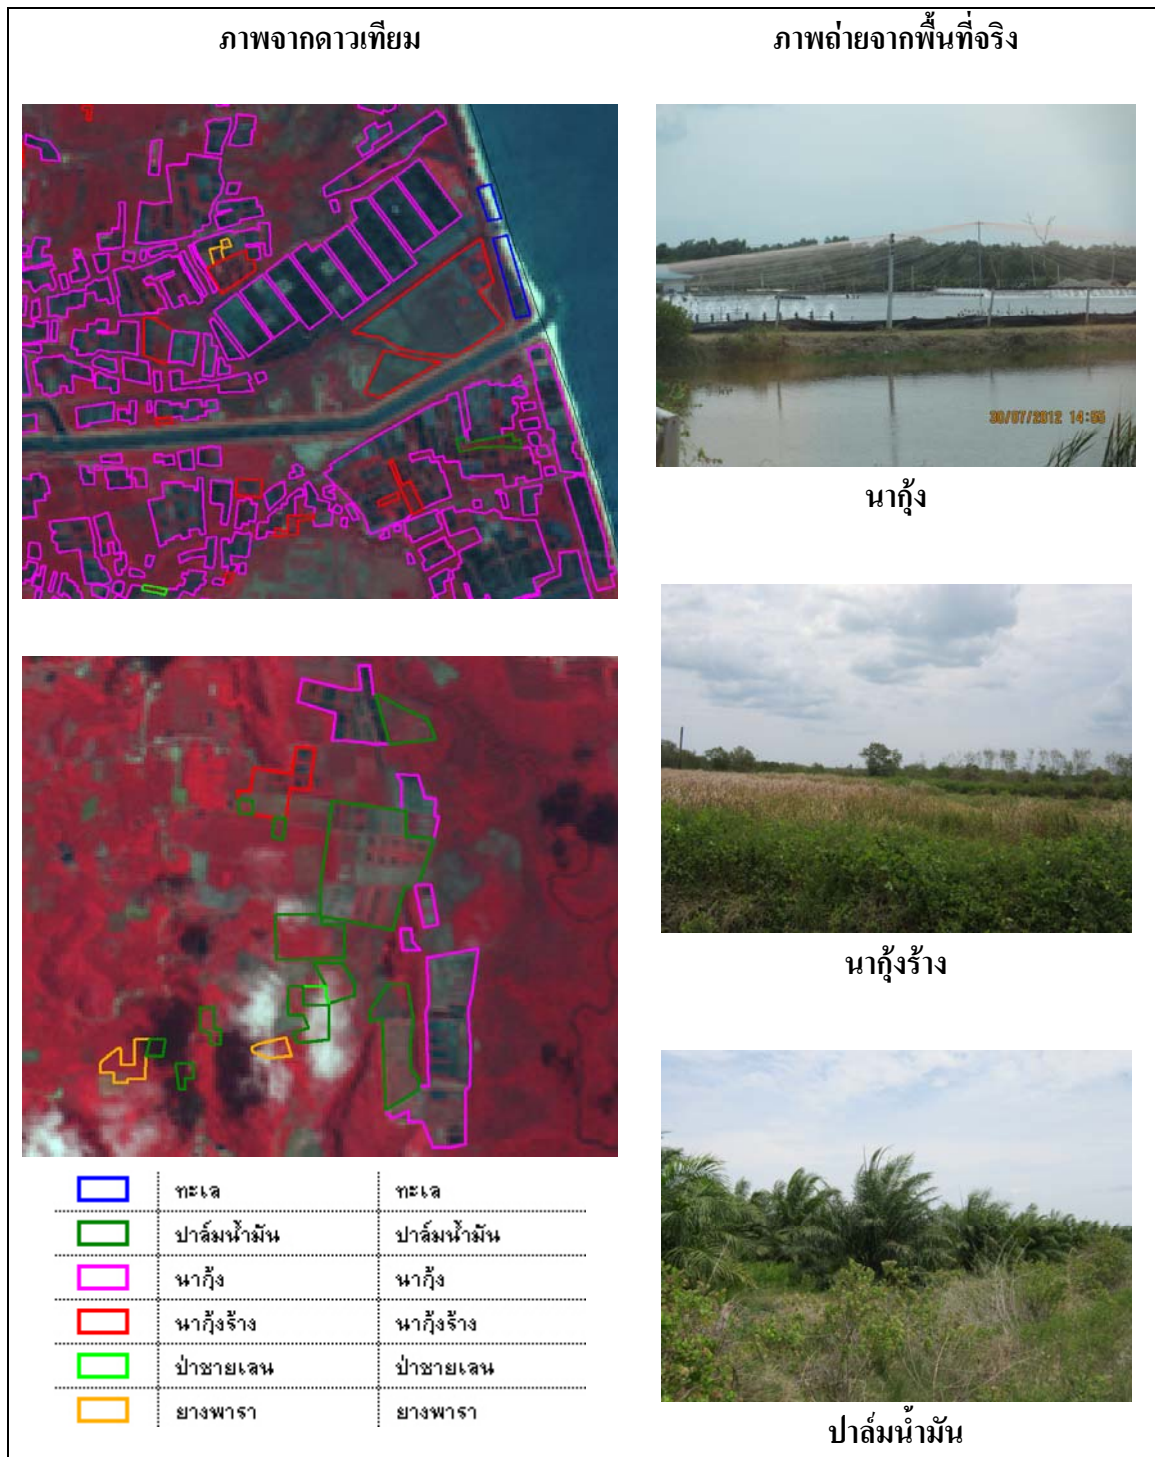 ภาพจากดาวเทียม
ภาพถ่ายจากพื้นที่จริง
30/07/2012 14:55
นากุ้ง
นากุ้งร้าง
ปาล์มน้ำมัน
ทะเล ทะเล
ปาล์มน้ำมัน ปาล์มน้ำมัน
นากุ้ง นากุ้ง
นากุ้งร้าง นากุ้งร้าง
ป่าชายเลน ป่าชายเลน
ยางพารา ยางพารา